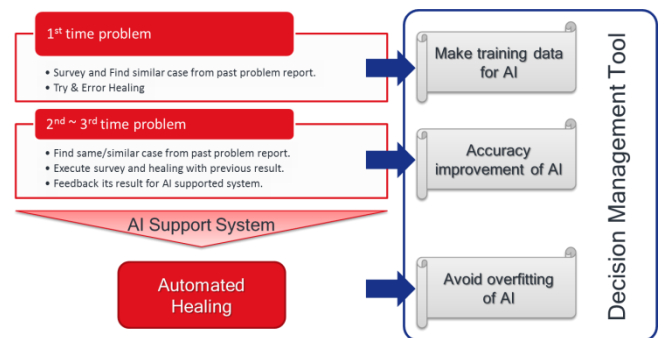 1st time problem
• Survey and Find similar case from past problem report.
• Try & Error Healing
2nd ~ 3rd time problem
• Find same/similar case from past problem report.
• Execute survey and healing with previous result.
• Feedback its result for AI supported system.
AI Support System
Automated
Healing
Make training data
for AI
Accuracy
improvement of AI
Avoid overfitting
of AI
Decision Management Tool